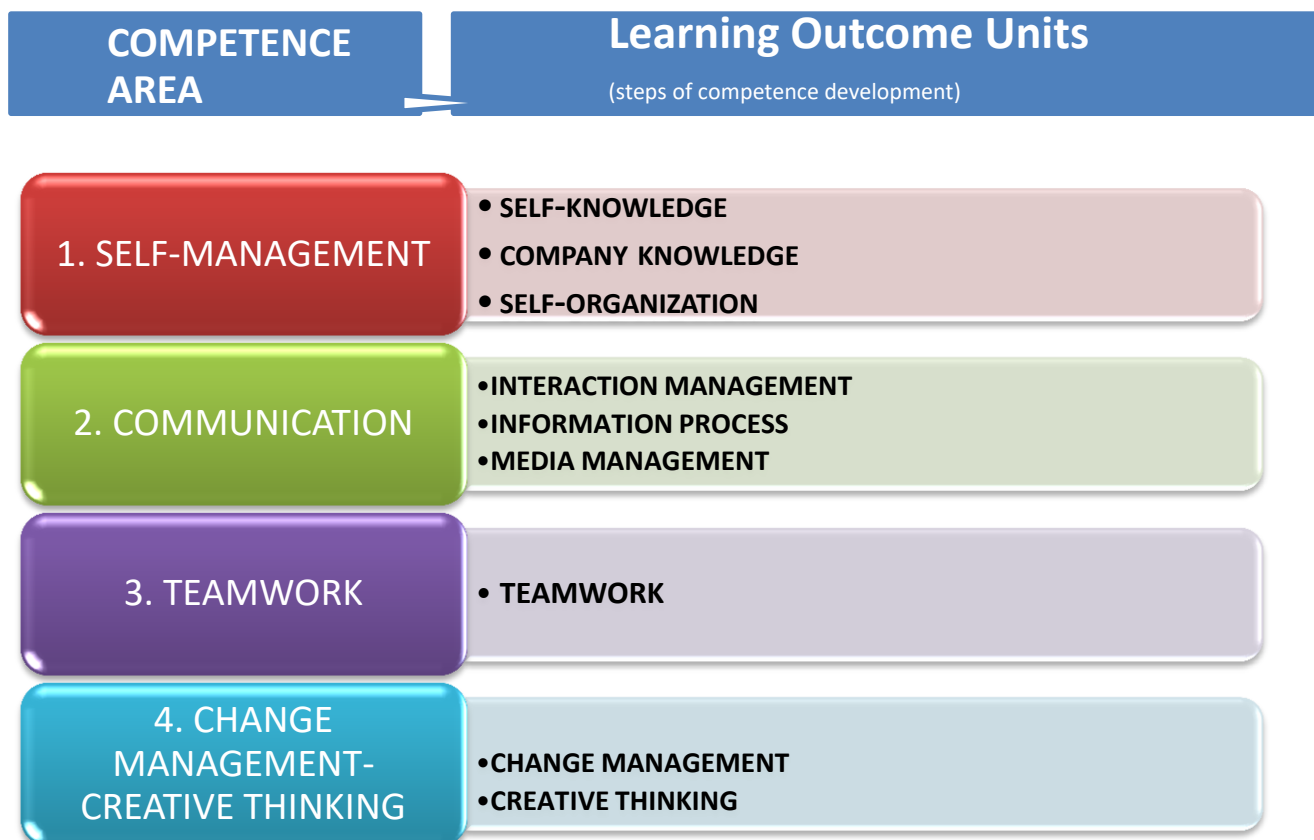 COMPETENCE
AREA
Learning Outcome Units
(steps of competence development)
1. SELF-MANAGEMENT
• SELF-KNOWLEDGE
• COMPANY KNOWLEDGE
• SELF-ORGANIZATION
2. COMMUNICATION
•INTERACTION MANAGEMENT
•INFORMATION PROCESS
•MEDIA MANAGEMENT
3. TEAMWORK
• TEAMWORK
4. CHANGE
MANAGEMENT-
CREATIVE THINKING
•CHANGE MANAGEMENT
•CREATIVE THINKING